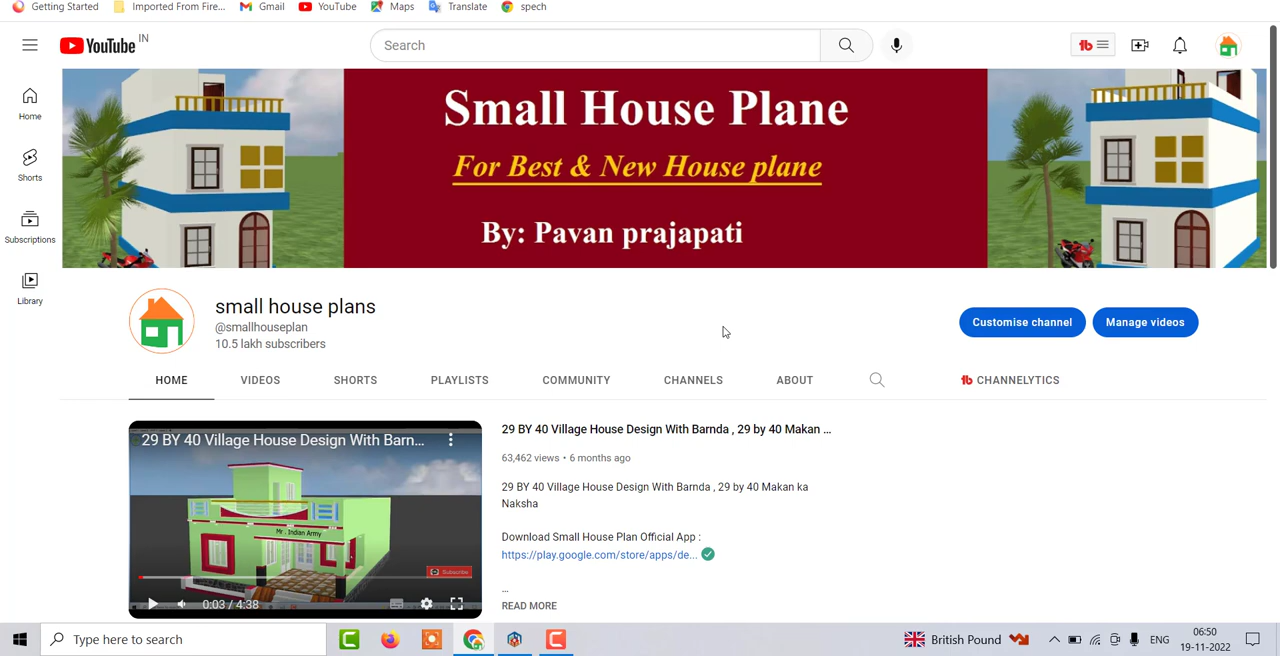 Getting Started
Imported From Fire...
Gmail
YouTube
Maps
Translate
spech
YouTube IN
Search
Home
Shorts
Subscriptions
Library
Small House Plane
For Best & New House plane
By: Pavan prajapati
small house plans
@smallhouseplan
10.5 lakh subscribers
Customise channel
Manage videos
HOME
VIDEOS
SHORTS
PLAYLISTS
COMMUNITY
CHANNELS
ABOUT
CHANNELYTICS
29 BY 40 Village House Design With Barn...
Mr . Indian Army
Subscribe
0:03 / 4:38
29 BY 40 Village House Design With Barnda , 29 by 40 Makan ...
63,462 views • 6 months ago
29 BY 40 Village House Design With Barnda , 29 by 40 Makan ka
Naksha
Download Small House Plan Official App :
https://play.google.com/store/apps/de...
...
READ MORE
Type here to search
British Pound
ENG
06:50
19-11-2022